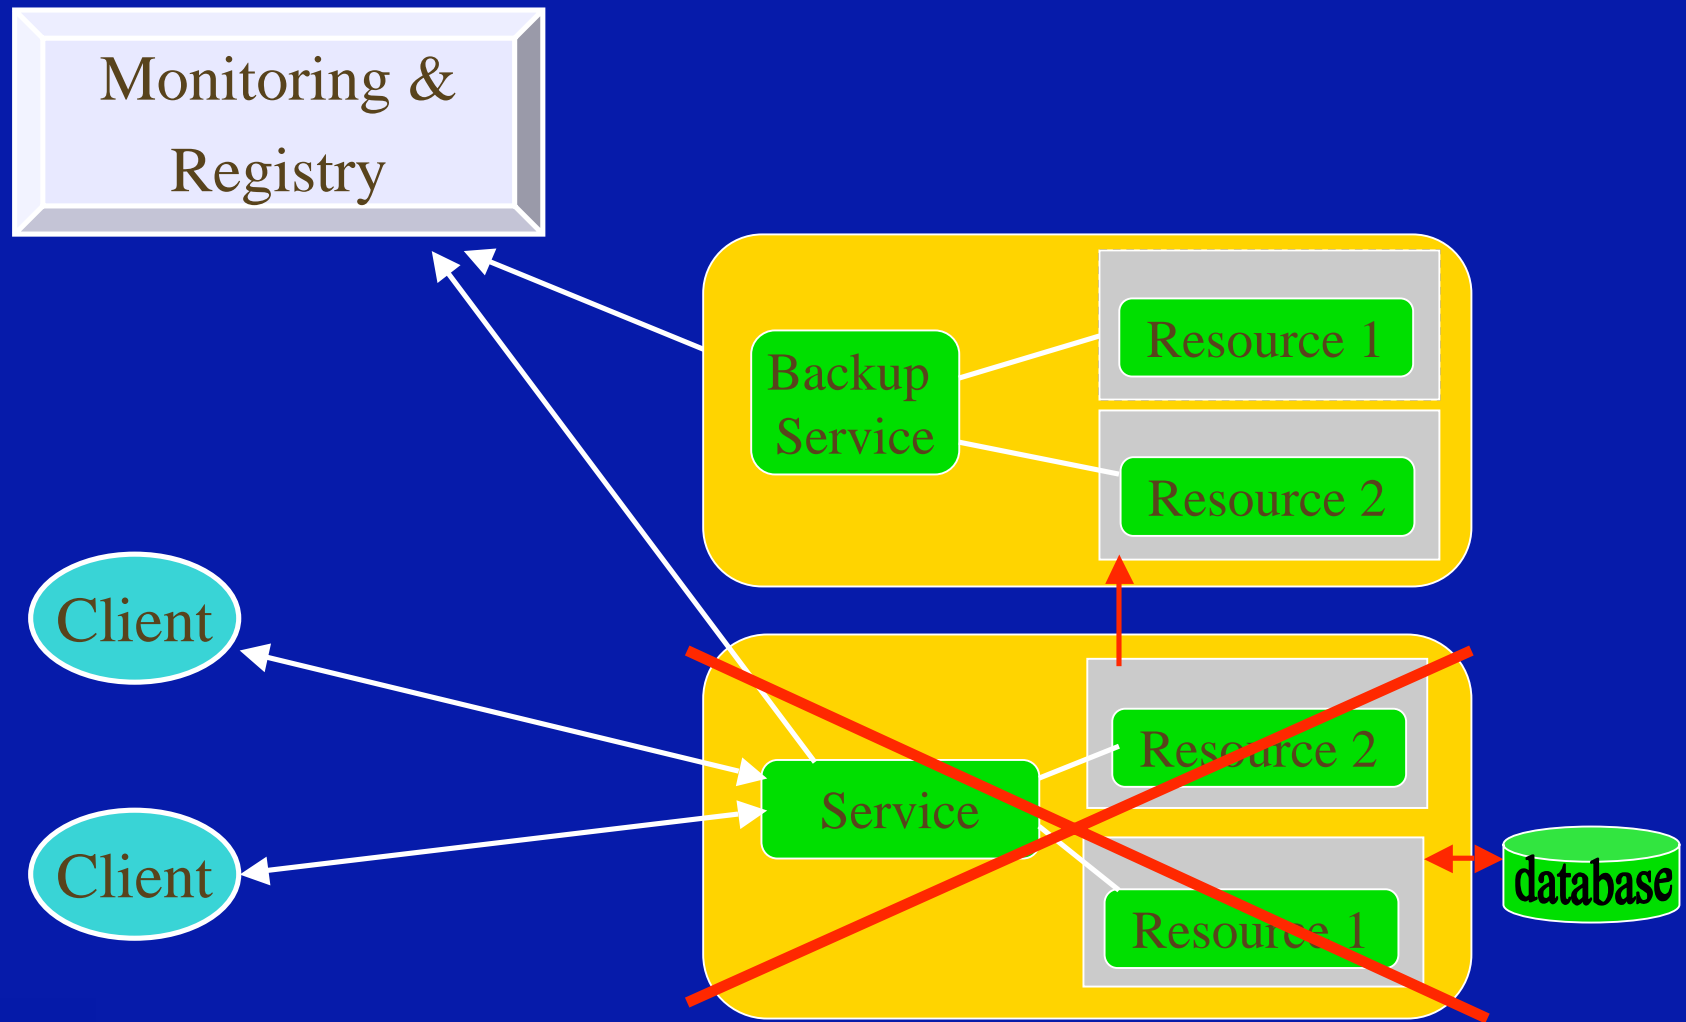 Monitoring &
Registry
Resource 1
Backup
Service
Resource 2
Client
Resource 2
Service
Client
database
Resource 1